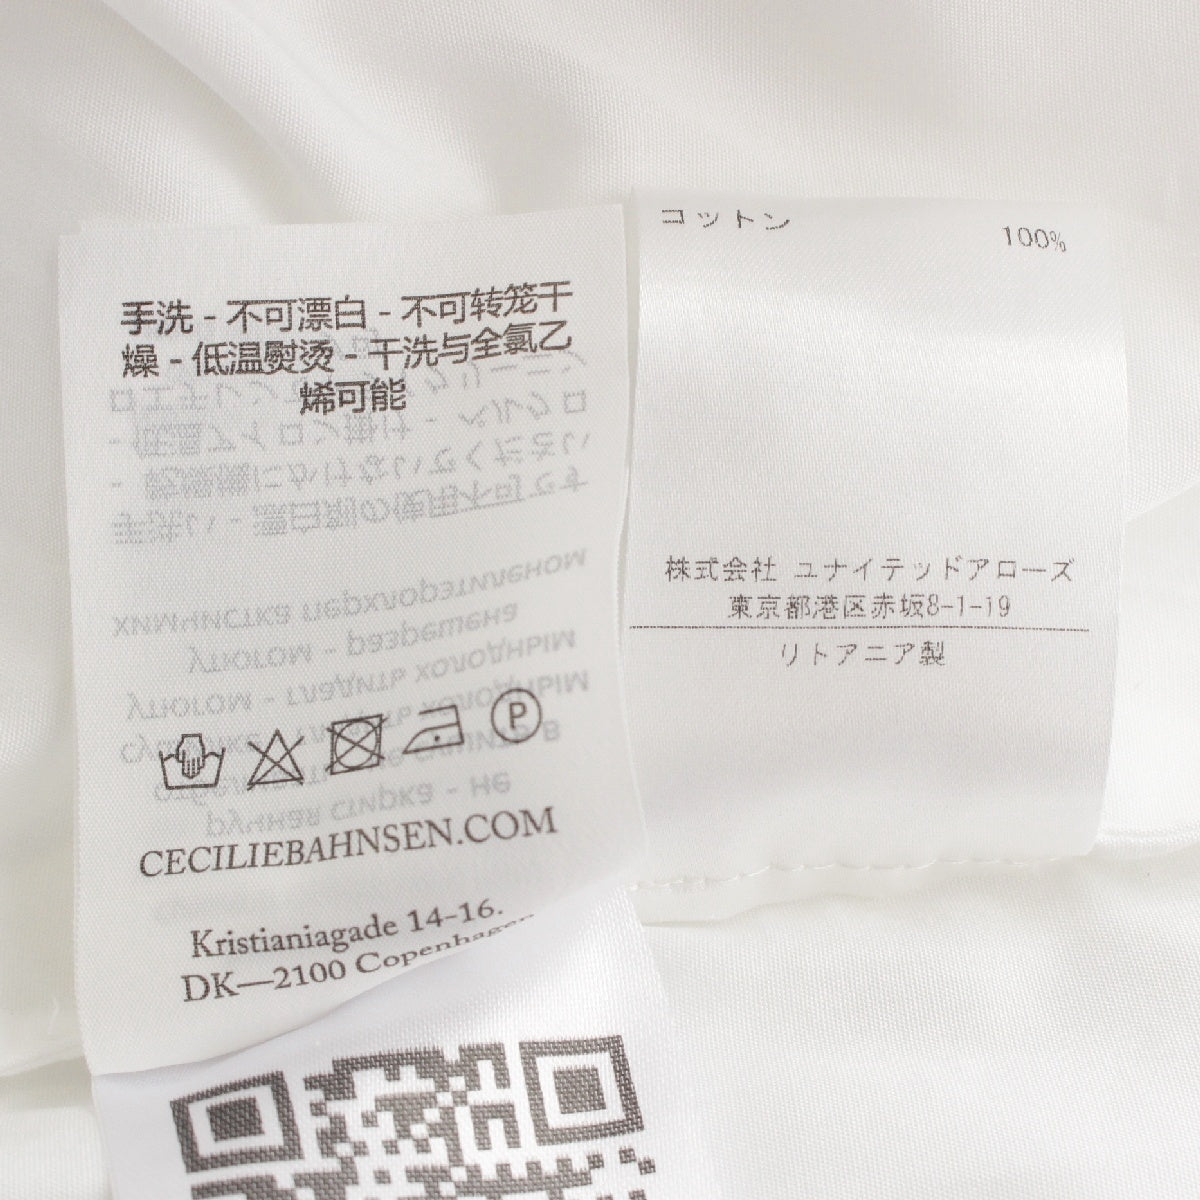 手洗 - 不可漂白 - 不可转笼干
燥 - 低温熨烫 - 干洗与全氯乙
烯可能
P
CECILIEBAHNSEN.COM
Kristianiagade 14-16.
DK—2100 Copenhagen
コットン 100%
株式会社 ユナイテッドアローズ
東京都港区赤坂8-1-19
リトアニア製